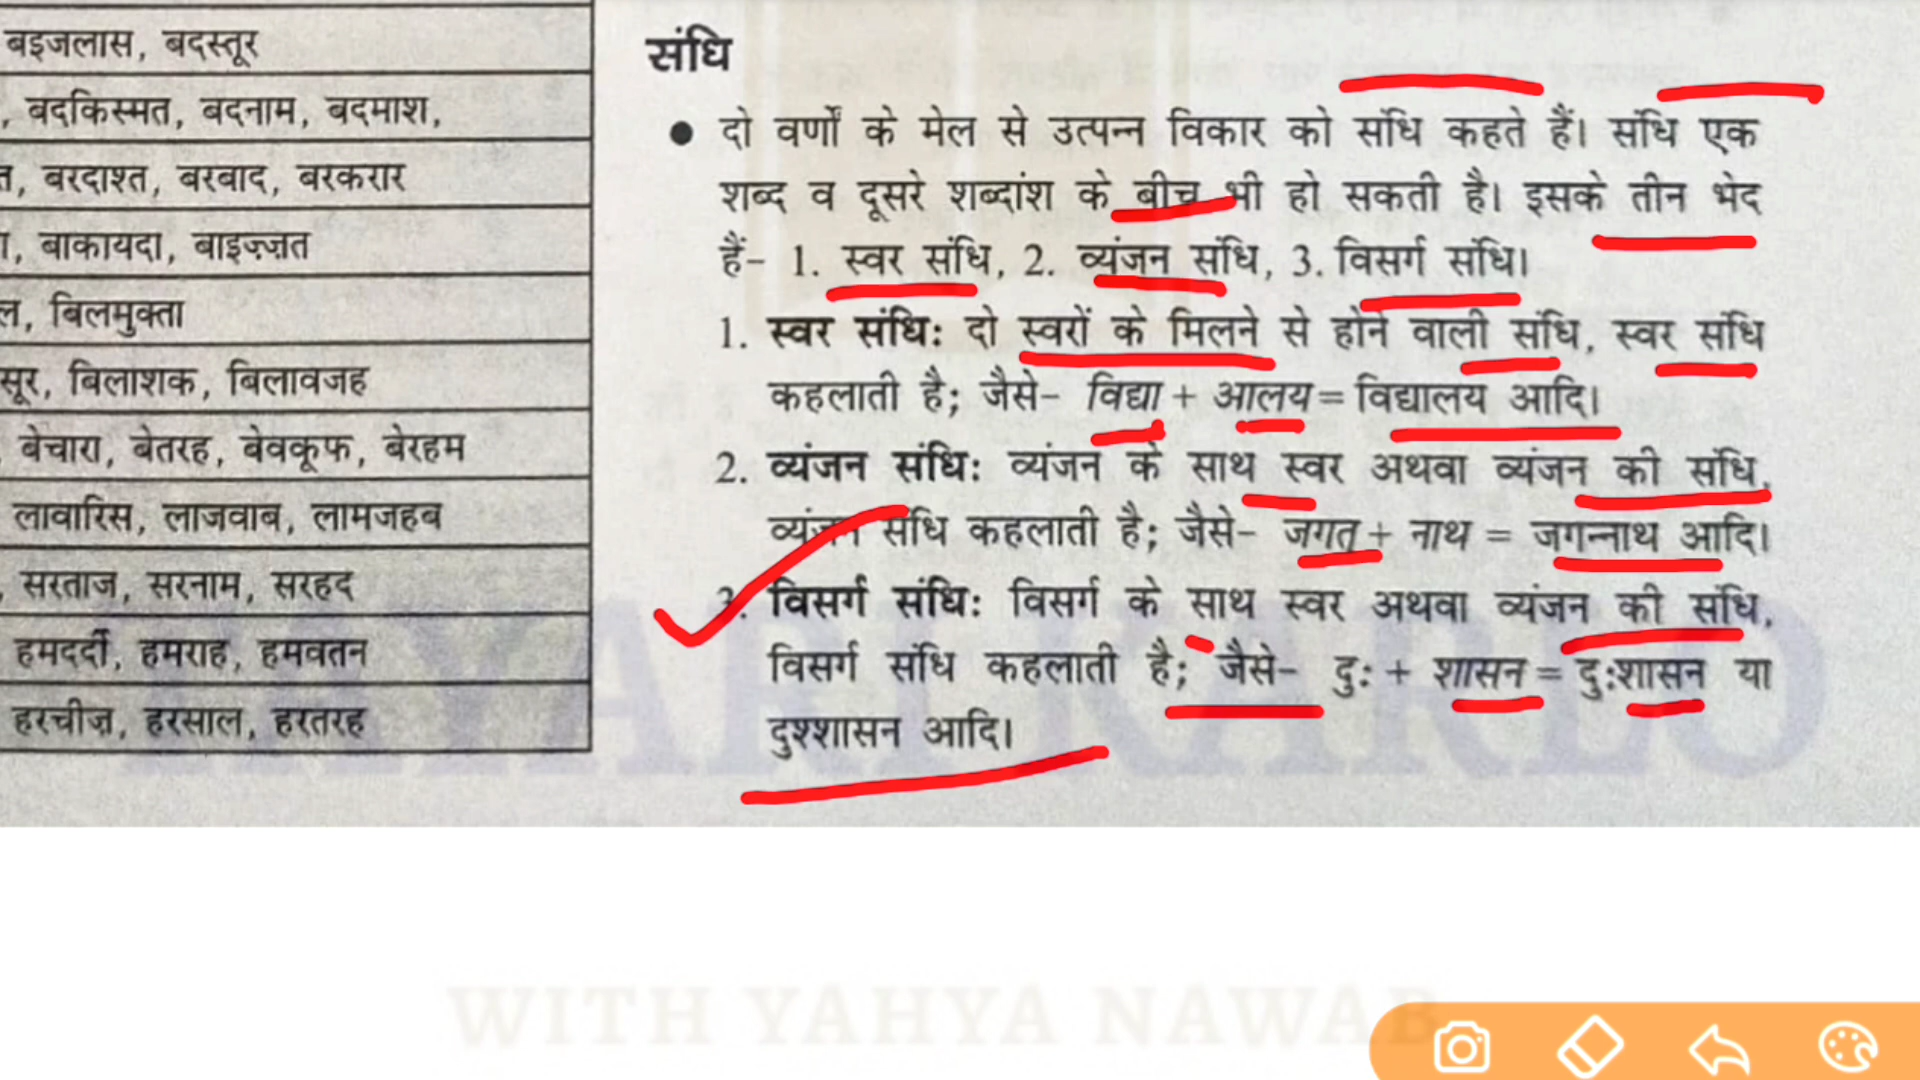 बइजलास, बदस्तूर
, बदकिस्मत, बदनाम, बदमाश,
, बरदाश्त, बरबाद, बरकरार
, बाकायदा, बाइज़्ज़त
, बिलमुक्ता
, बिलाशक, बिलावजह
बेचारा, बेतरह, बेवकूफ, बेरहम
लावारिस, लाजवाब, लामजहब
, सरताज, सरनाम, सरहद
हमदर्दी, हमराह, हमवतन
हरचीज़, हरसाल, हरतरह
संधि
● दो वर्णों के मेल से उत्पन्न विकार को संधि कहते हैं। संधि एक
शब्द व दूसरे शब्दांश के बीच भी हो सकती है। इसके तीन भेद
हैं- 1. स्वर संधि, 2. व्यंजन संधि, 3. विसर्ग संधि।
1. स्वर संधि: दो स्वरों के मिलने से होने वाली संधि, स्वर संधि
कहलाती है; जैसे- विद्या + आलय = विद्यालय आदि।
2. व्यंजन संधि: व्यंजन के साथ स्वर अथवा व्यंजन की संधि,
व्यंजन संधि कहलाती है; जैसे- जगत् + नाथ = जगन्नाथ आदि।
3. विसर्ग संधि: विसर्ग के साथ स्वर अथवा व्यंजन की संधि,
विसर्ग संधि कहलाती है; जैसे- दु: + शासन = दु:शासन या
दुश्शासन आदि।
WITH YAHYA NAWAB